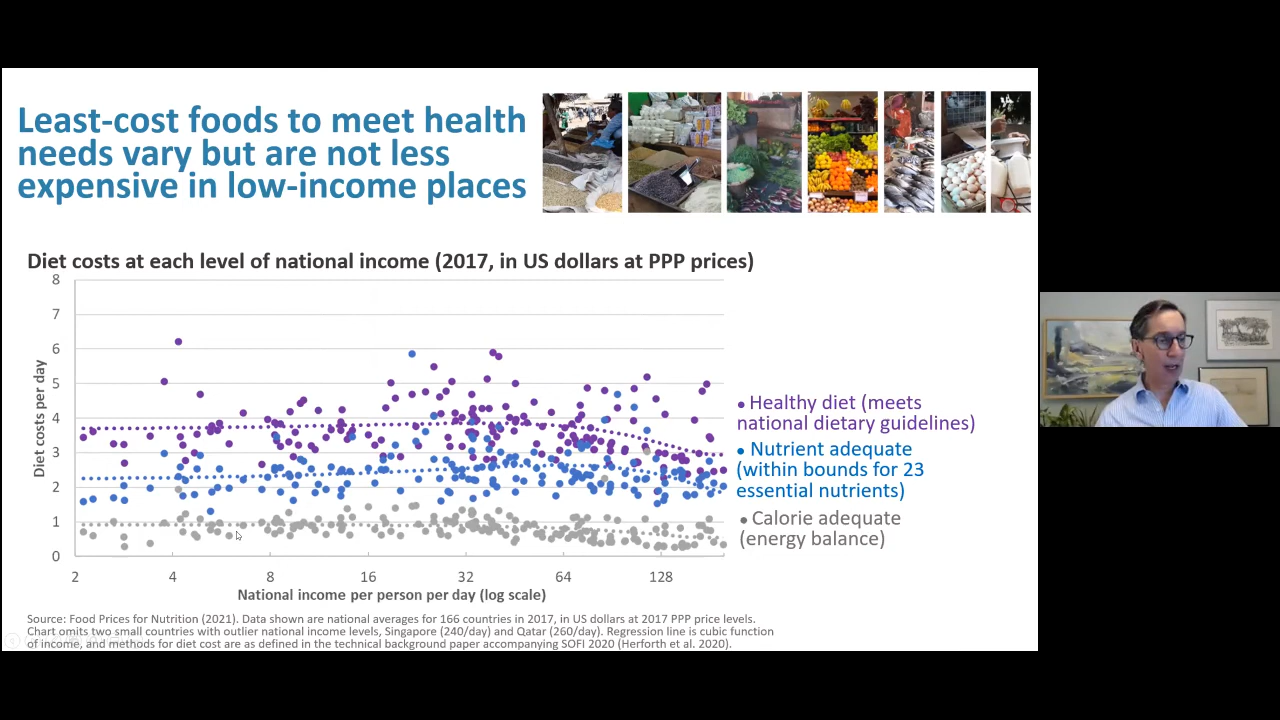 Least-cost foods to meet health
needs vary but are not less
expensive in low-income places
Diet costs at each level of national income (2017, in US dollars at PPP prices)
Diet costs per day
8
7
6
5
4
3
2
1
0
2 4 8 16 32 64 128
National income per person per day (log scale)
• Healthy diet (meets
national dietary guidelines)
• Nutrient adequate
(within bounds for 23
essential nutrients)
• Calorie adequate
(energy balance)
Source: Food Prices for Nutrition (2021). Data shown are national averages for 166 countries in 2017, in US dollars at 2017 PPP price levels.
Chart omits two small countries with outlier national income levels, Singapore (240/day) and Qatar (260/day). Regression line is cubic function
of income, and methods for diet cost are as defined in the technical background paper accompanying SOFI 2020 (Herforth et al. 2020).